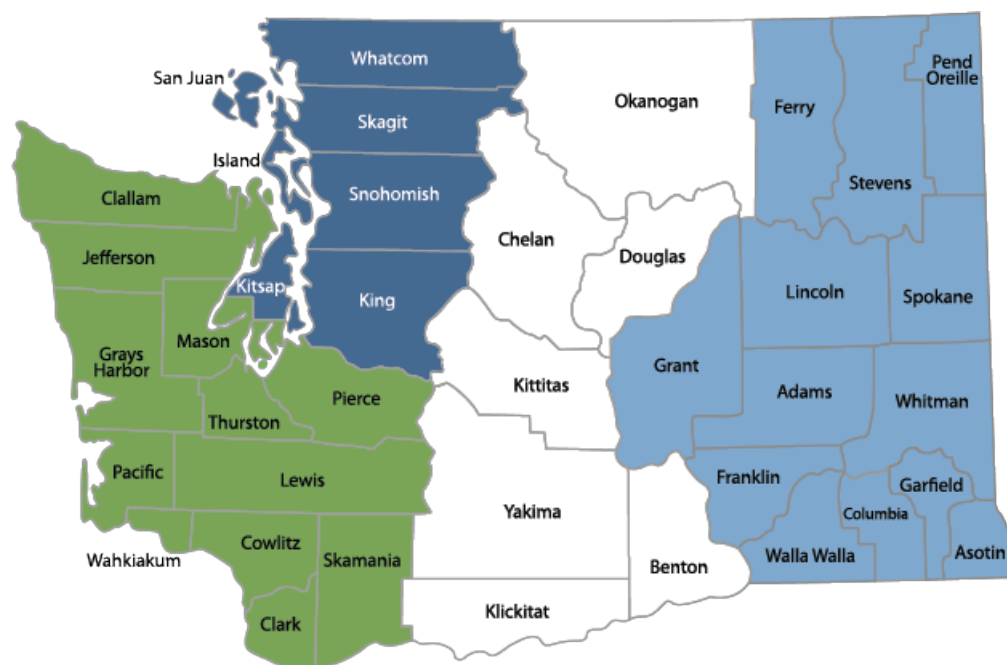 Whatcom
San Juan
Pend
Oreille
Okanogan
Ferry
Skagit
Island
Stevens
Snohomish
Clallam
Chelan
Douglas
Jefferson
Kitsap
King
Lincoln
Spokane
Mason
Grays
Harbor
Grant
Kittitas
Adams
Pierce
Whitman
Thurston
Pacific
Lewis
Franklin
Garfield
Yakima
Columbia
Wahkiakum
Cowlitz
Skamania
Walla Walla
Asotin
Benton
Klickitat
Clark